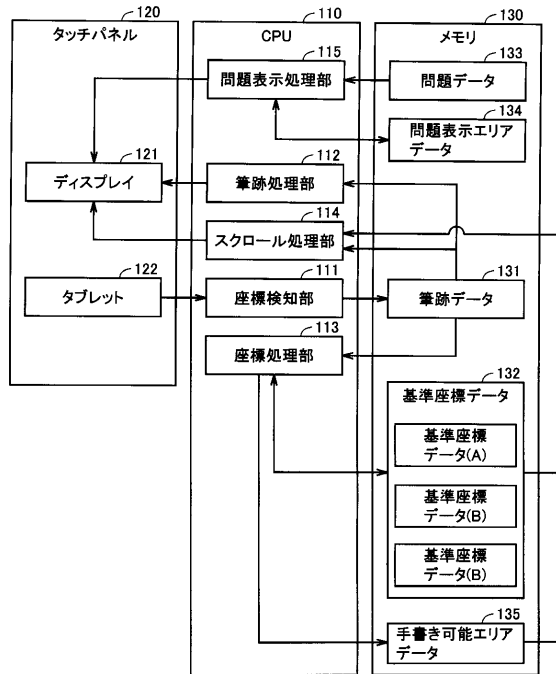 120
タッチパネル
121
ディスプレイ
122
タブレット
110
CPU
115
問題表示処理部
112
筆跡処理部
114
スクロール処理部
111
座標検知部
113
座標処理部
130
メモリ
133
問題データ
134
問題表示エリア
データ
131
筆跡データ
132
基準座標データ
基準座標
データ(A)
基準座標
データ(B)
基準座標
データ(B)
135
手書き可能エリア
データ